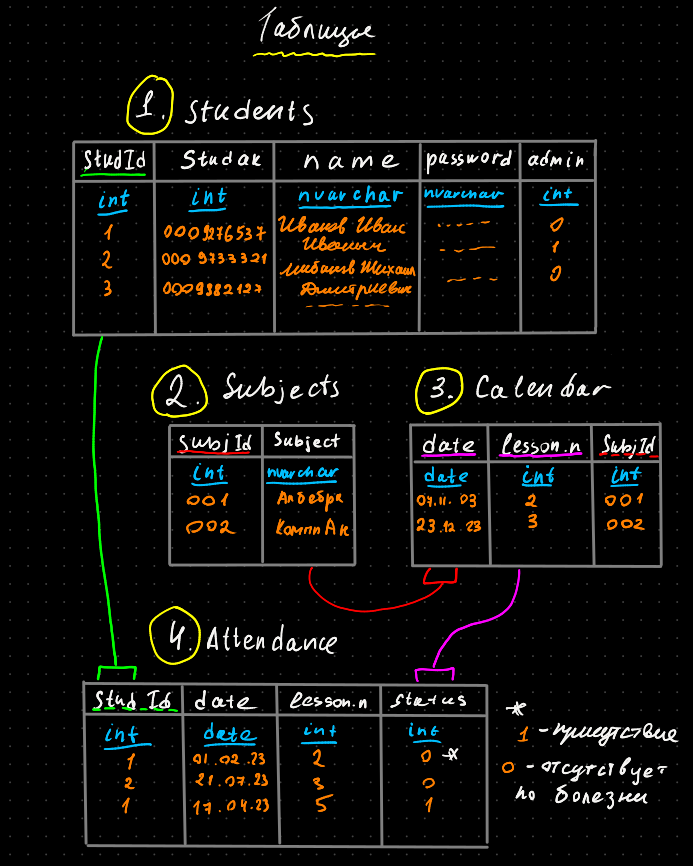 Таблицы
1. Students
StudId Studak name password admin
int int nvarchar nvarchar int
1 0009276537 Иванов Иван 0
Иванич 1
2 0009733321 Михаил 0
3 0009382127 Дмитриевич
2. Subjects
SubjId Subject
int nvarchar
001 Алгебра
002 КомппАк
3. Calendar
date lesson.n SubjId
date int int
07.11.03 2 001
23.12.23 3 002
4. Attendance
Stud Id date lesson.n status
int date int int
1 01.02.23 2 0 *
2 21.07.23 3 0
1 17.04.23 5 1
*
1 - присутствие
0 - отсутствует
по болезни